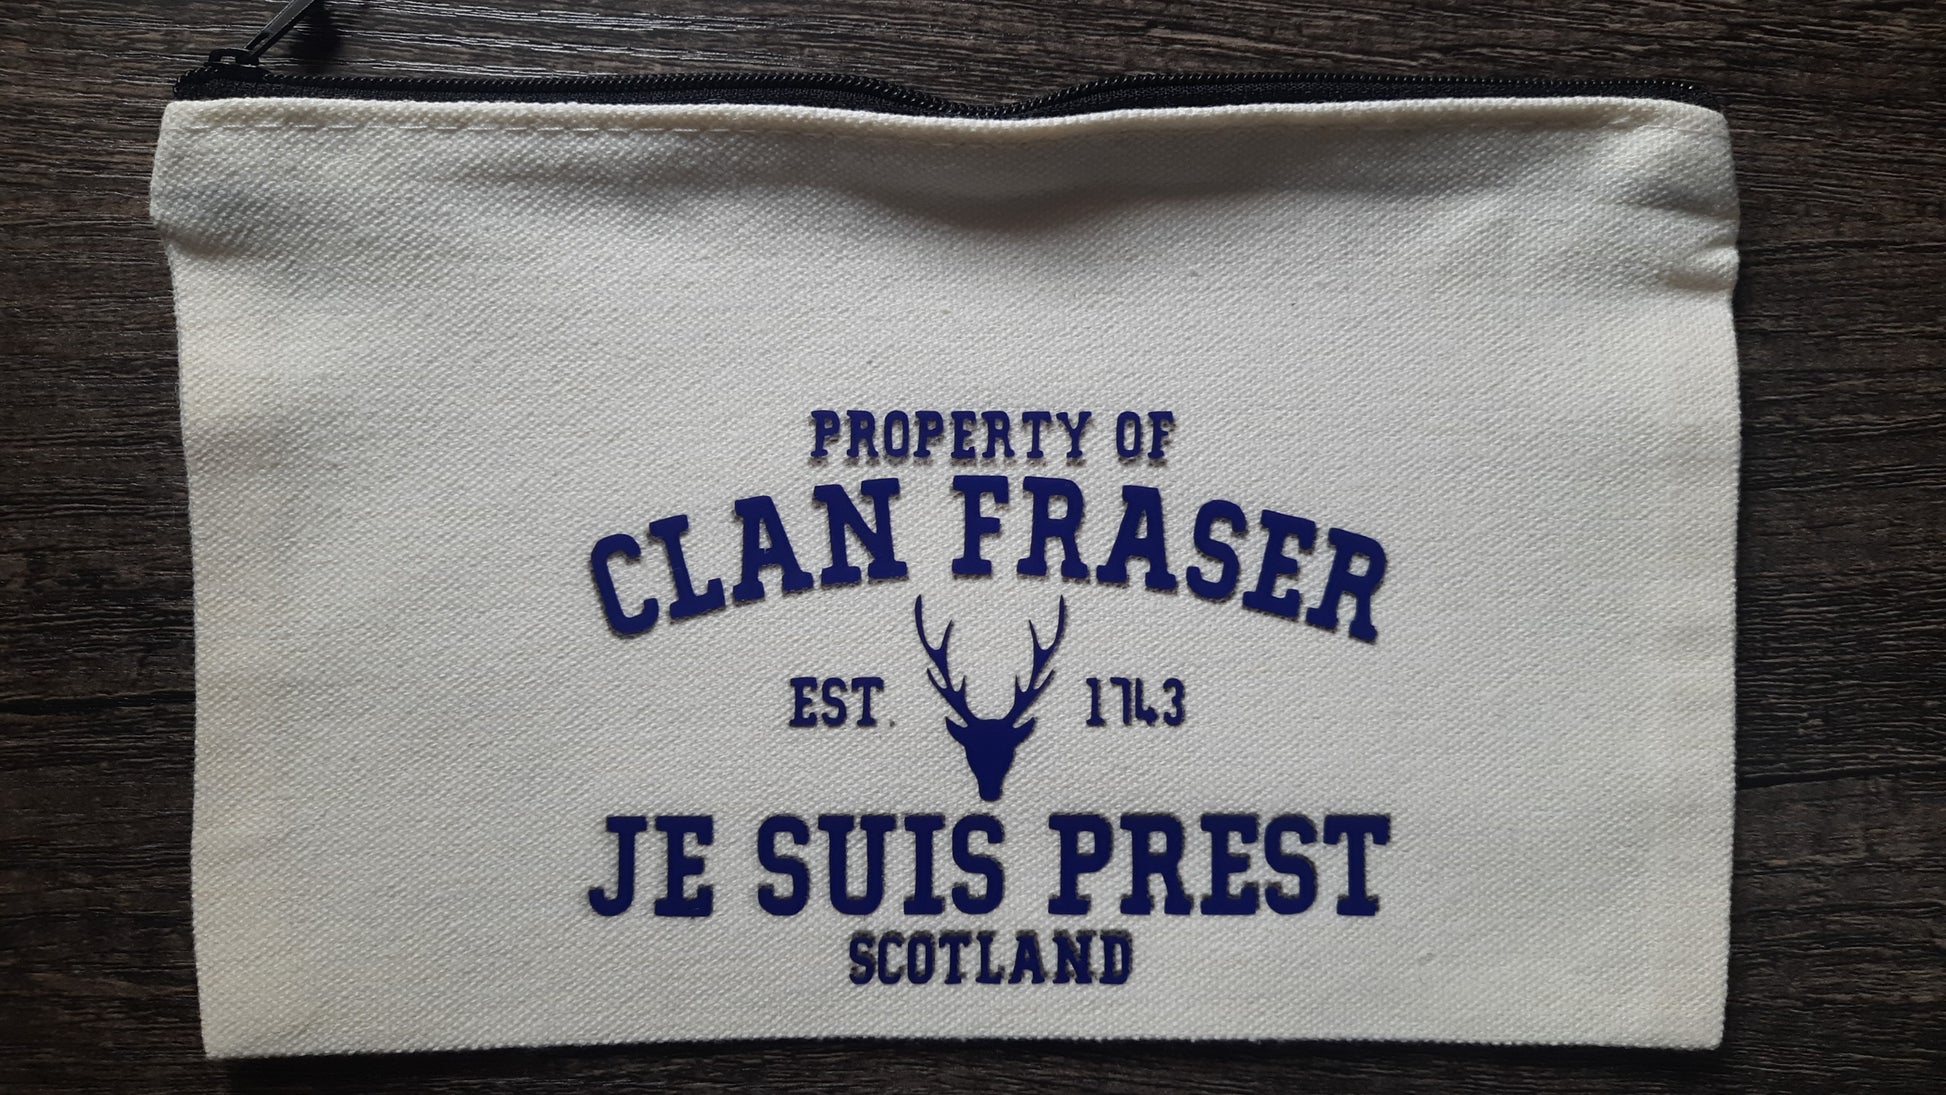 PROPERTY OF
CLAN FRASER
EST. 1743
JE SUIS PREST
SCOTLAND